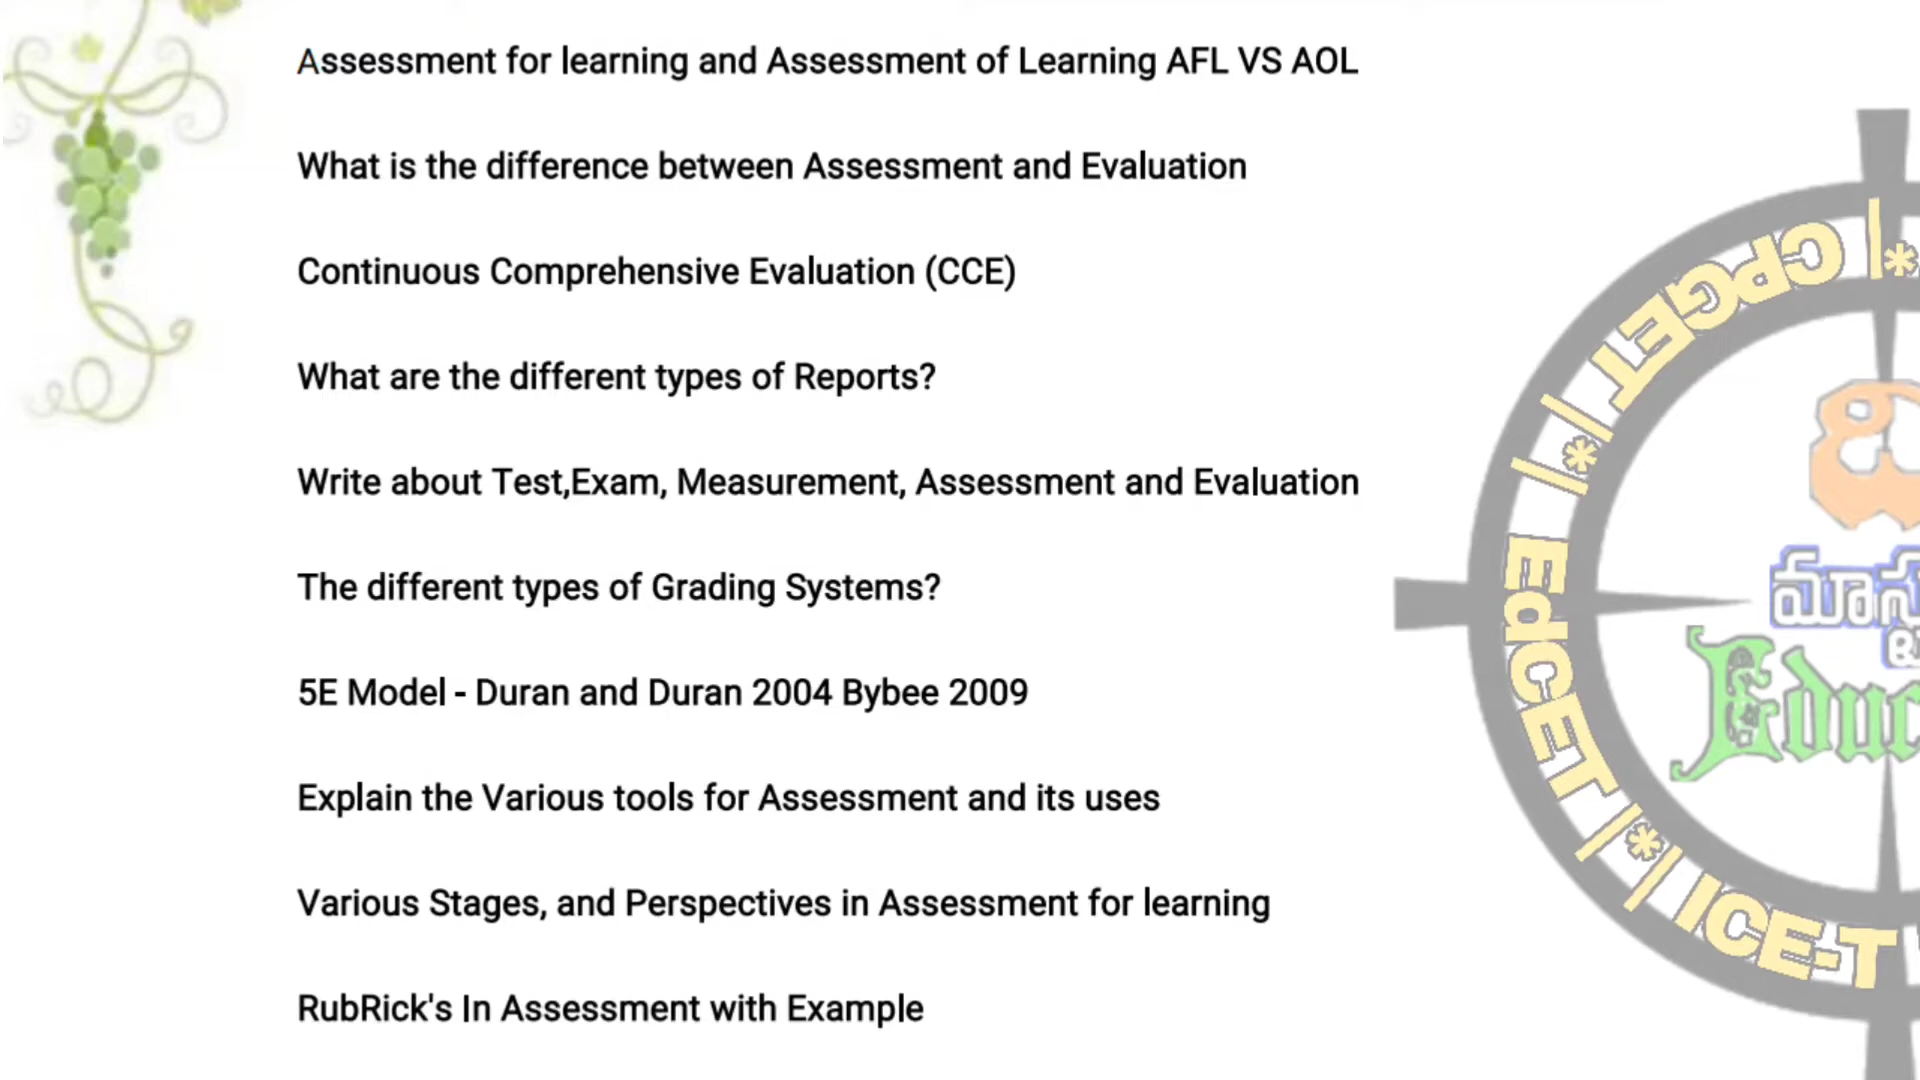 Assessment for learning and Assessment of Learning AFL VS AOL
What is the difference between Assessment and Evaluation
Continuous Comprehensive Evaluation (CCE)
What are the different types of Reports?
Write about Test,Exam, Measurement, Assessment and Evaluation
The different types of Grading Systems?
5E Model - Duran and Duran 2004 Bybee 2009
Explain the Various tools for Assessment and its uses
Various Stages, and Perspectives in Assessment for learning
RubRick's In Assessment with Example
|*| CPGET |*| EdCET |*| ICE-T